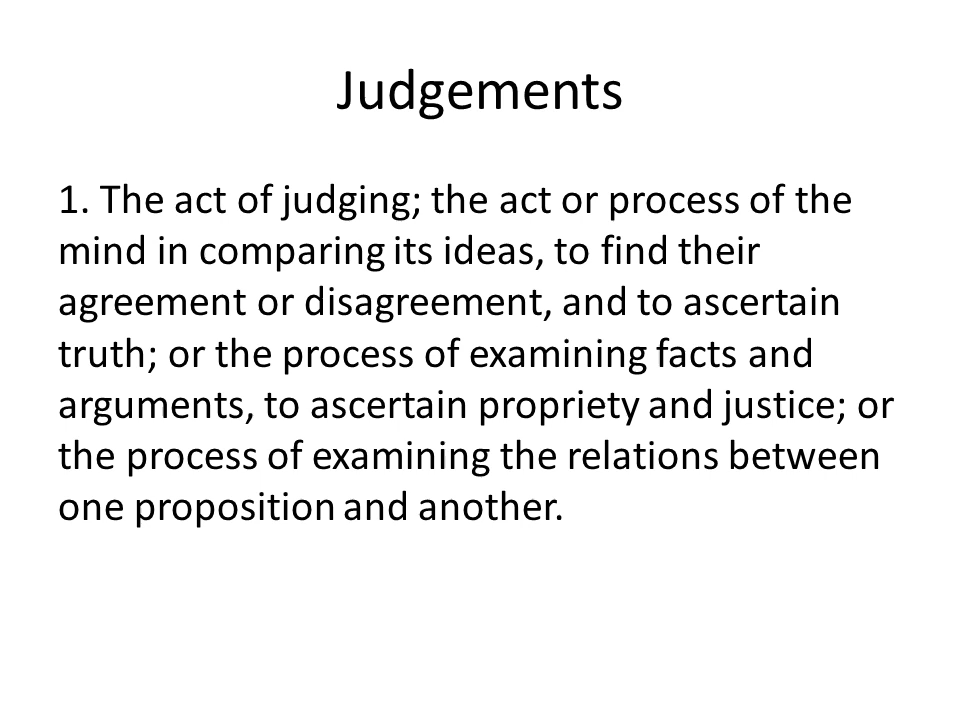 Judgements
1. The act of judging; the act or process of the
mind in comparing its ideas, to find their
agreement or disagreement, and to ascertain
truth; or the process of examining facts and
arguments, to ascertain propriety and justice; or
the process of examining the relations between
one proposition and another.